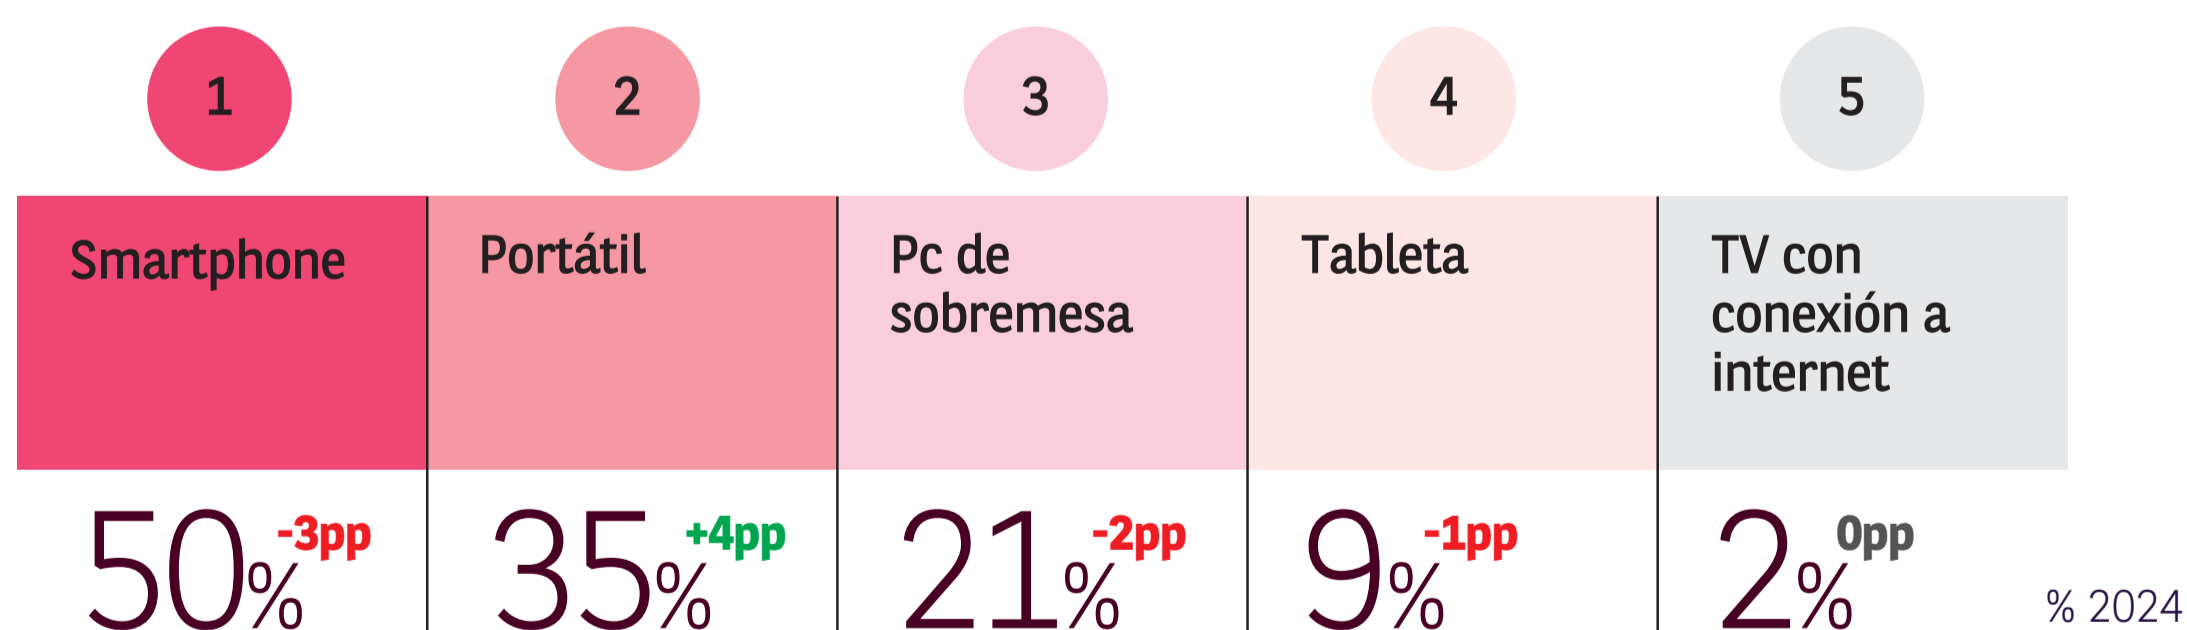 1
2
3
4
5
Smartphone
Portátil
Pc de
sobremesa
Tableta
TV con
conexión a
internet
50% -3pp
35% +4pp
21% -2pp
9% -1pp
2% 0pp
% 2024